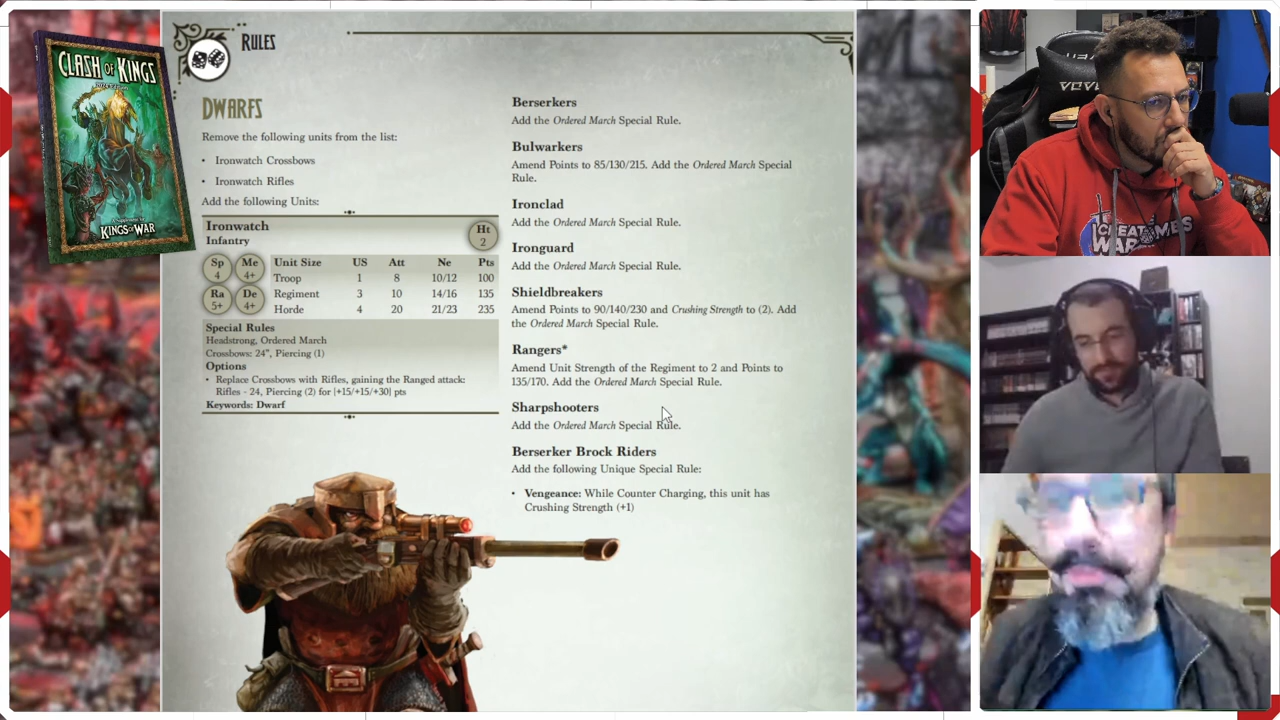 CLASH OF KINGS
A Supplement for
KINGS OF WAR
RULES
DWARFS
Remove the following units from the list:
• Ironwatch Crossbows
• Ironwatch Rifles
Add the following Units:
Ironwatch
Infantry
Ht
2
Sp
4
Me
4+
Ra
5+
De
4+
Unit Size US Att Ne Pts
Troop 1 8 10/12 100
Regiment 3 10 14/16 135
Horde 4 20 21/23 235
Special Rules
Headstrong, Ordered March
Crossbows: 24", Piercing (1)
Options
• Replace Crossbows with Rifles, gaining the Ranged attack:
Rifles - 24, Piercing (2) for [+15/+15/+30] pts
Keywords: Dwarf
Berserkers
Add the Ordered March Special Rule.
Bulwarkers
Amend Points to 85/130/215. Add the Ordered March Special
Rule.
Ironclad
Add the Ordered March Special Rule.
Ironguard
Add the Ordered March Special Rule.
Shieldbreakers
Amend Points to 90/140/230 and Crushing Strength to (2). Add
the Ordered March Special Rule.
Rangers*
Amend Unit Strength of the Regiment to 2 and Points to
135/170. Add the Ordered March Special Rule.
Sharpshooters
Add the Ordered March Special Rule.
Berserker Brock Riders
Add the following Unique Special Rule:
• Vengeance: While Counter Charging, this unit has
Crushing Strength (+1)